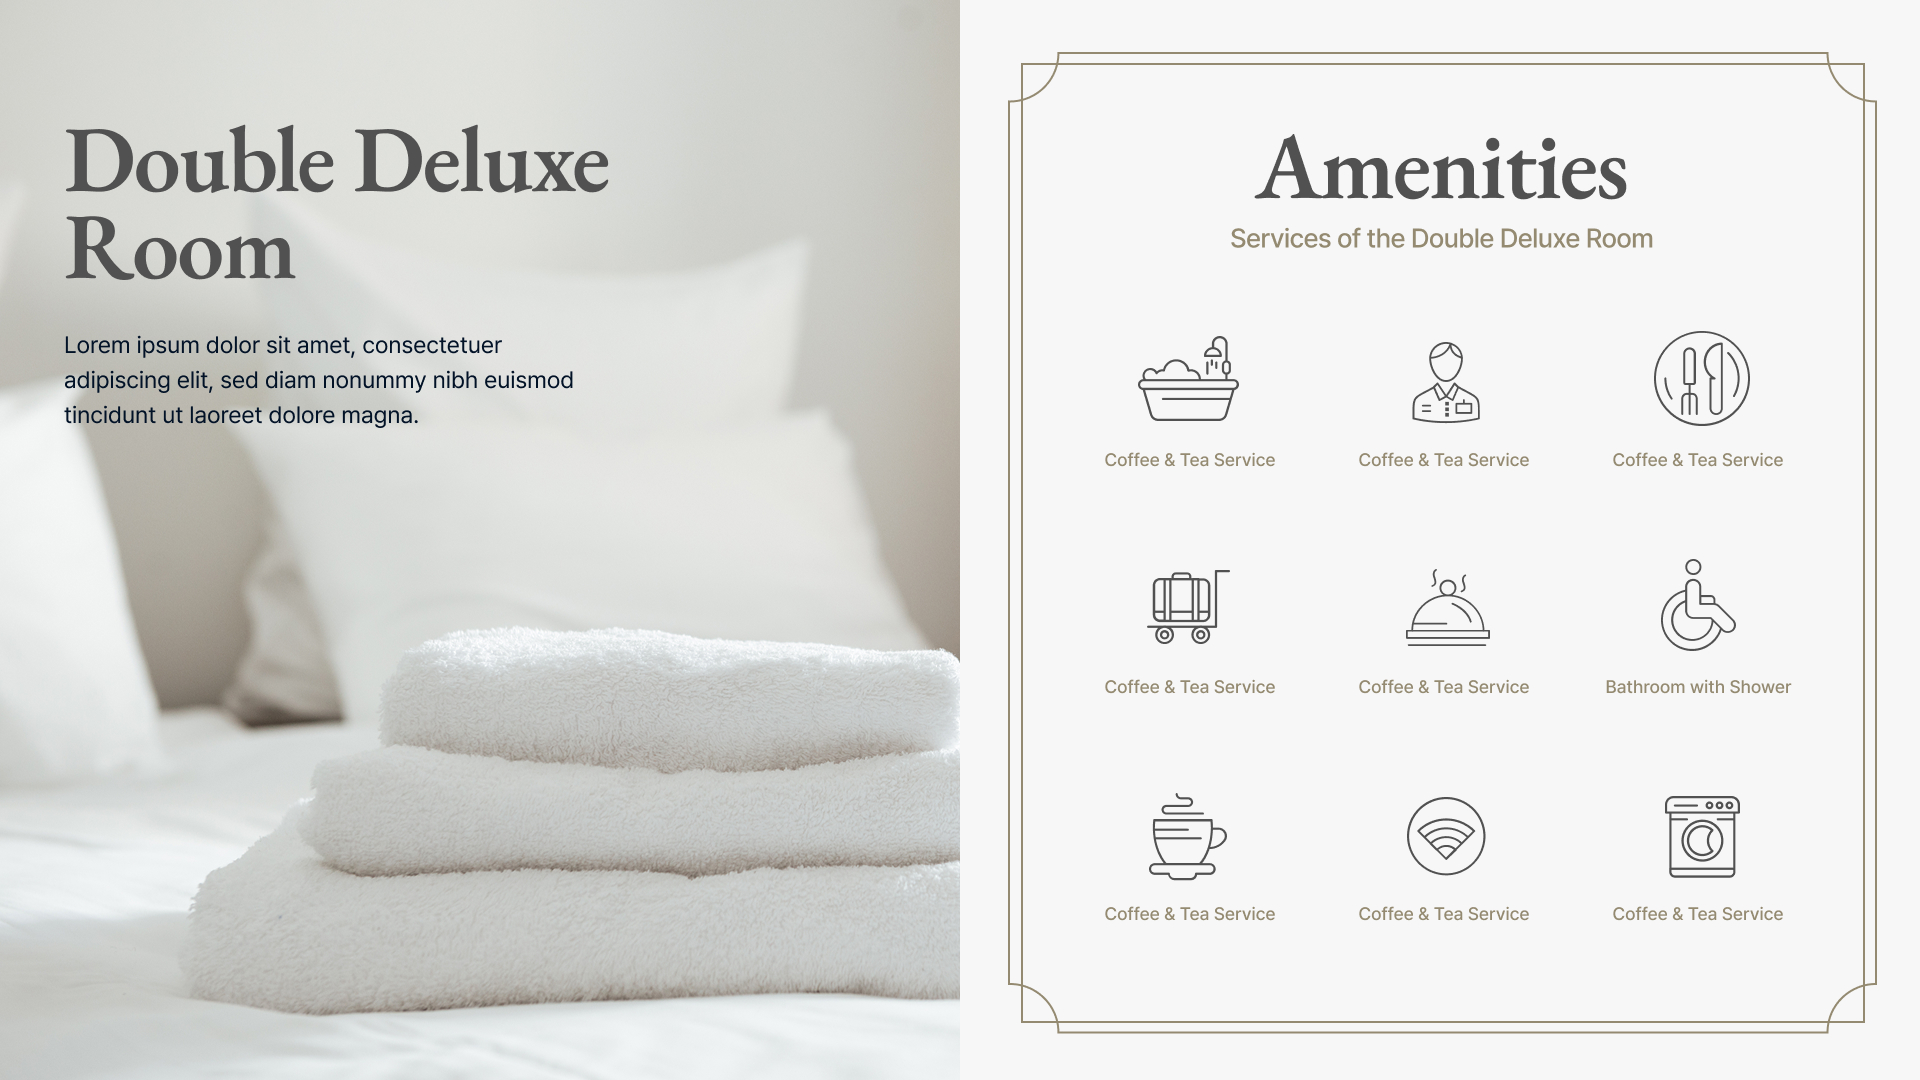 Double Deluxe
Room
Lorem ipsum dolor sit amet, consectetuer
adipiscing elit, sed diam nonummy nibh euismod
tincidunt ut laoreet dolore magna.
Amenities
Services of the Double Deluxe Room
Coffee & Tea Service
Coffee & Tea Service
Coffee & Tea Service
Coffee & Tea Service
Coffee & Tea Service
Bathroom with Shower
Coffee & Tea Service
Coffee & Tea Service
Coffee & Tea Service